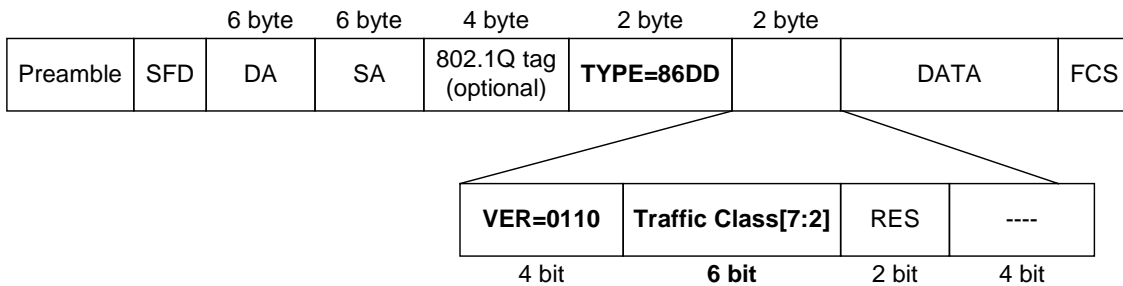 6 byte 6 byte 4 byte 2 byte 2 byte
Preamble SFD DA SA 802.1Q tag (optional) TYPE=86DD DATA FCS
VER=0110 Traffic Class[7:2] RES ----
4 bit 6 bit 2 bit 4 bit